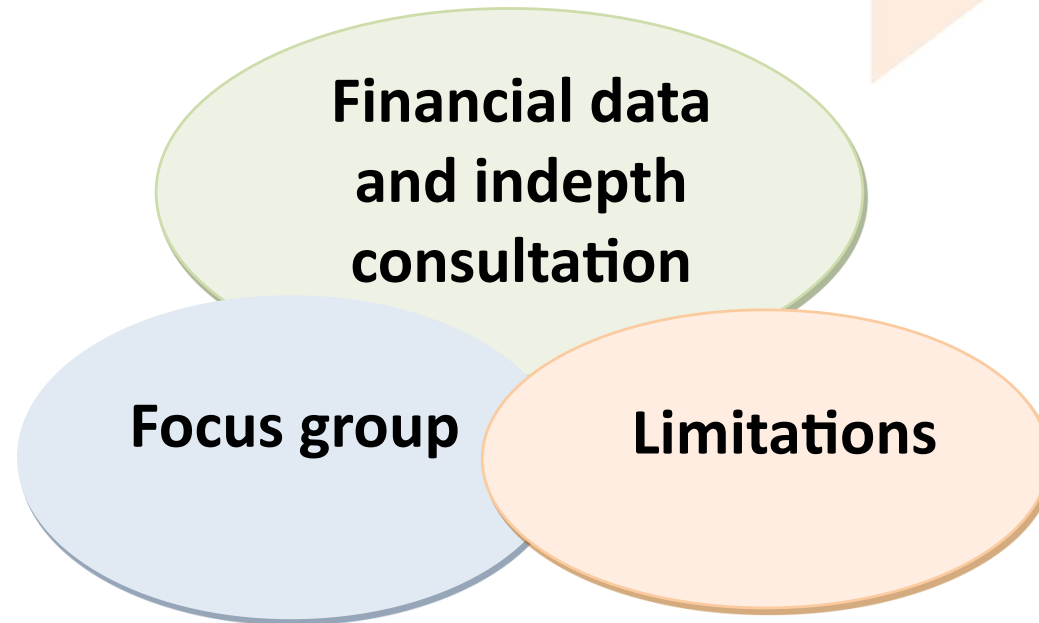 Financial data
and indepth
consultation
Focus group
Limitations